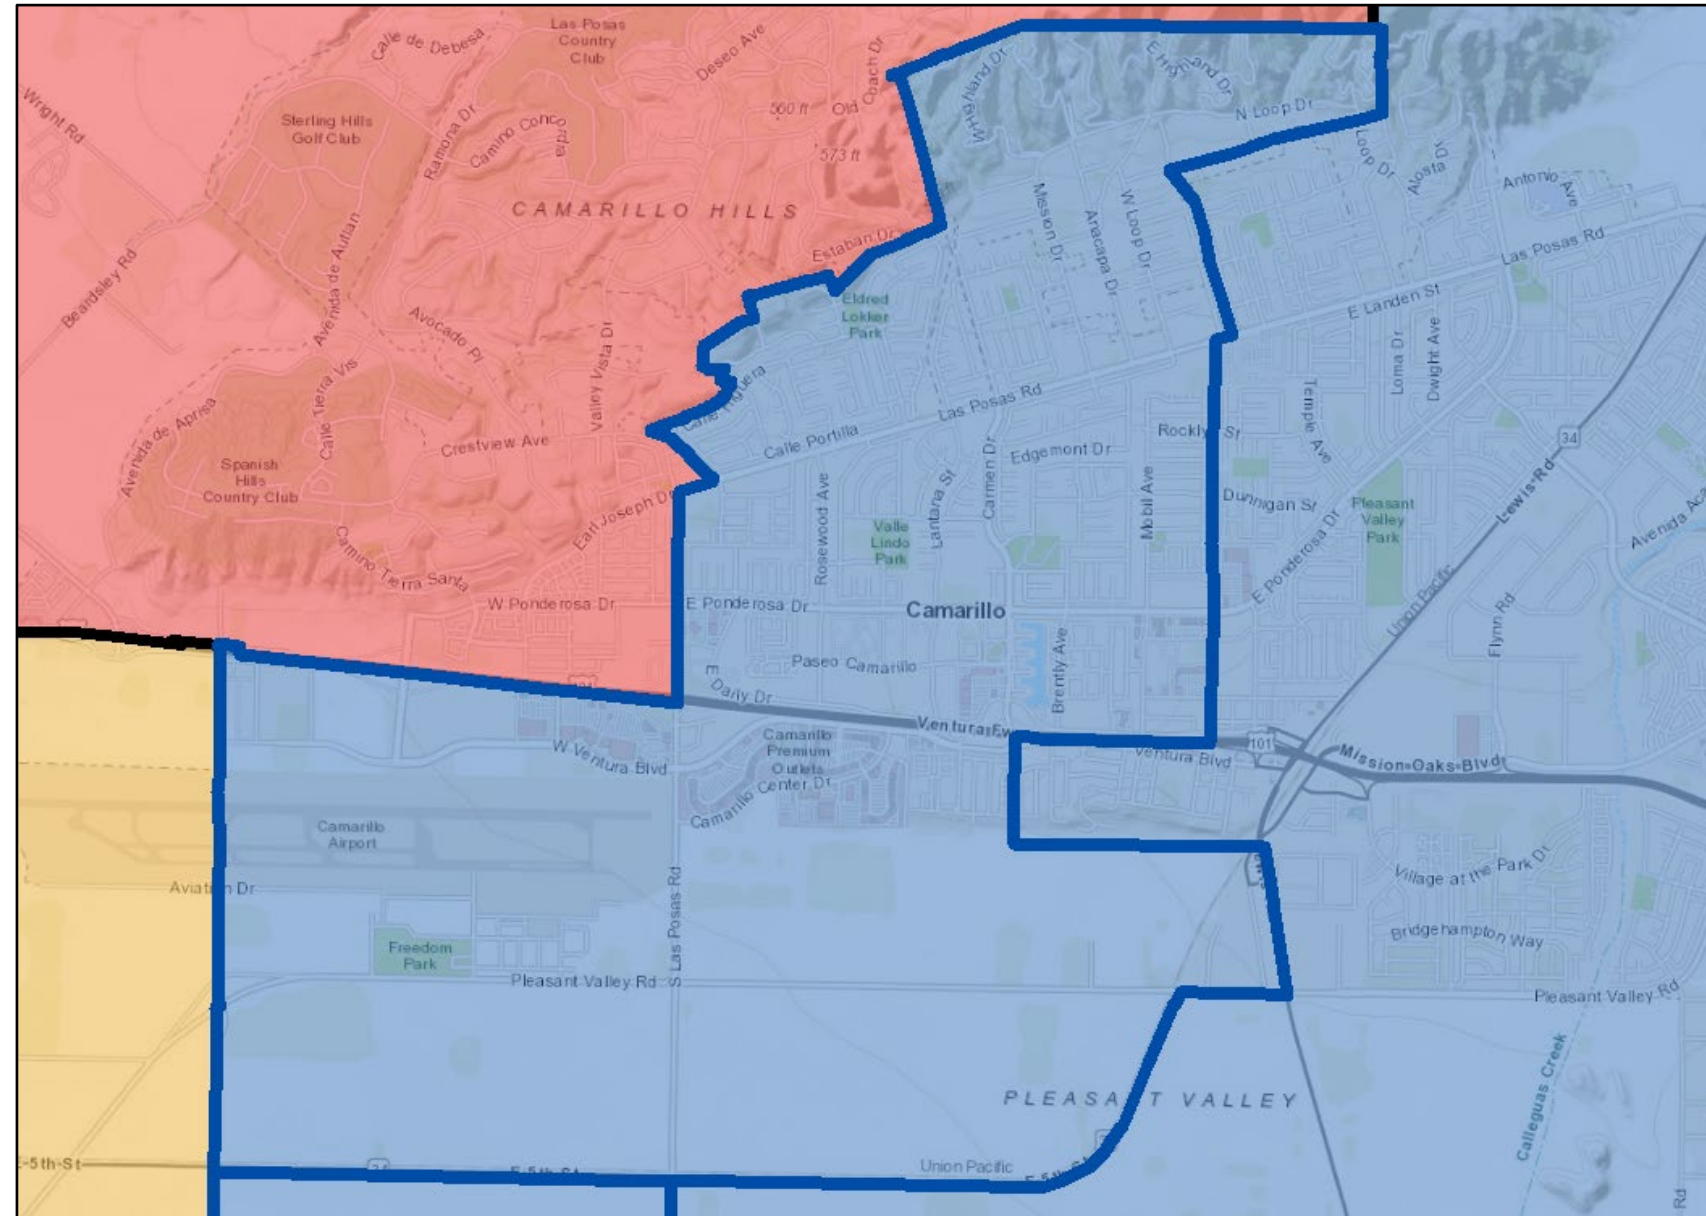 Las Posas
Country
Club
Calle de Debesa
Deseo Ave
Old Coach Dr
W Highland Dr
E Highland Dr
N Loop Dr
Wright Rd
Sterling Hills
Golf Club
Ramona Dr
Camino Concordia
560 ft
573 ft
Loop Dr
Alosta Dr
Antonio Ave
CAMARILLO HILLS
Mission Dr
Anacapa Dr
W Loop Dr
Estaban Dr
Las Posas Rd
Beardsley Rd
Avenida de Autlan
Eldred
Lokker
Park
E Landen St
Avocado Pl
Valley Vista Dr
Loma Dr
Dwight Ave
Calle Tierra Vis
Avenida de Aprisa
Las Posas Rd
Temple Ave
Calle Portilla
Crestview Ave
Carmen Dr
Edgemont Dr
34
Spanish
Hills
Country Club
Earl Joseph Dr
Rosewood Ave
Lantana St
Mobil Ave
Dunnigan St
Pleasant
Valley
Park
Lewis Rd
Valle
Lindo
Park
Camino Tierra Santa
Union Pacific
W Ponderosa Dr
E Ponderosa Dr
Camarillo
E Ponderosa Dr
Flynn Rd
Paseo Camarillo
Brently Ave
E Daily Dr
Ventura Fw
101
Ventura Blvd
Mission Oaks Blvd
W Ventura Blvd
Camarillo
Premium
Outlets
Camarillo Center Dr
Camarillo
Airport
Village at the Park Dr
Aviation Dr
S Las Posas Rd
Freedom
Park
Bridgehampton Way
Pleasant Valley Rd
Pleasant Valley Rd
PLEASANT VALLEY
Calleguas Creek
E 5th St
34
E 5th St
Union Pacific
E 5th St
Rd